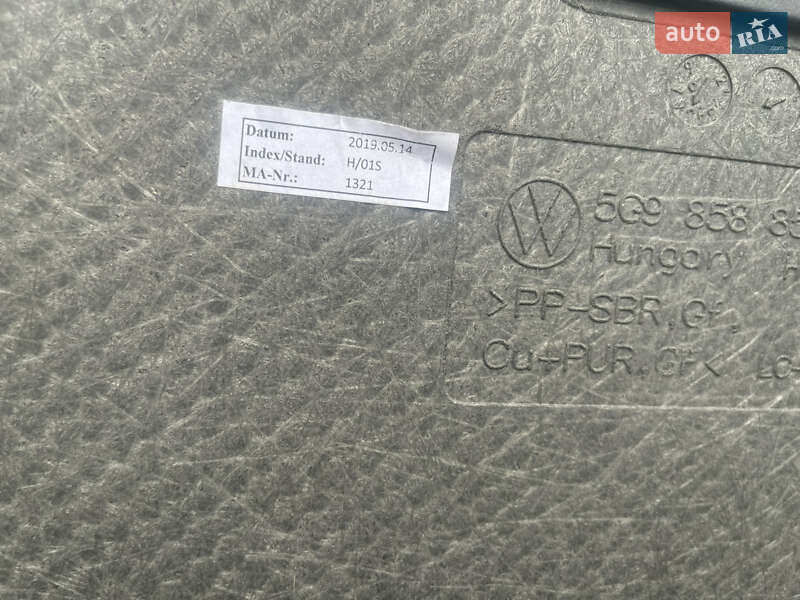 auto RIA
Datum: 2019.05.14
Index/Stand: H/01S
MA-Nr.: 1321
5G9 858
Hungary
>PP-SBR.Gf.
Cu+PUR.Gf<